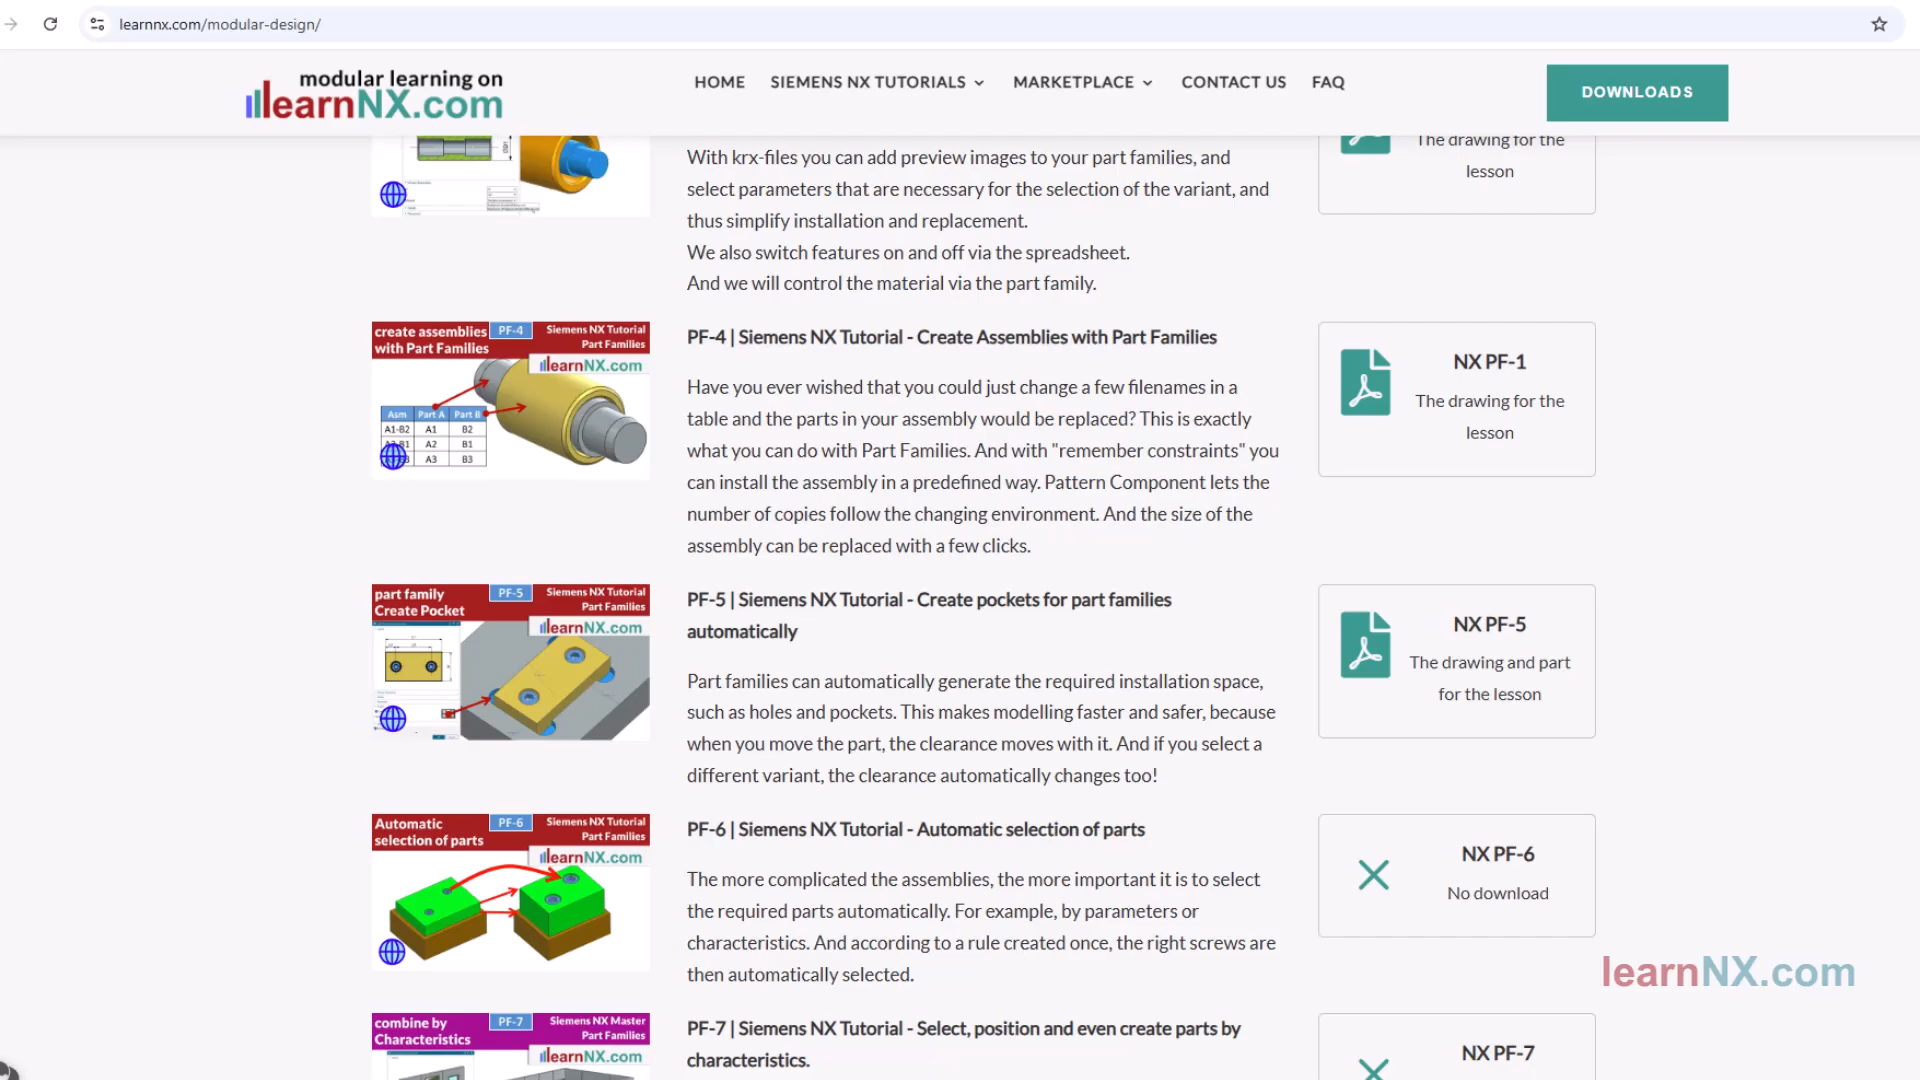 learnnx.com/modular-design/
modular learning on
learnNX.com
HOME
SIEMENS NX TUTORIALS
MARKETPLACE
CONTACT US
FAQ
DOWNLOADS
With krx-files you can add preview images to your part families, and
select parameters that are necessary for the selection of the variant, and
thus simplify installation and replacement.
We also switch features on and off via the spreadsheet.
And we will control the material via the part family.
The drawing for the
lesson
create assemblies
with Part Families
PF-4
Siemens NX Tutorial
Part Families
learnNX.com
Asm Part A Part B
A1-B2 A1 B2
A2-B1 A2 B1
A3 B3
PF-4 | Siemens NX Tutorial - Create Assemblies with Part Families
Have you ever wished that you could just change a few filenames in a
table and the parts in your assembly would be replaced? This is exactly
what you can do with Part Families. And with "remember constraints" you
can install the assembly in a predefined way. Pattern Component lets the
number of copies follow the changing environment. And the size of the
assembly can be replaced with a few clicks.
NX PF-1
The drawing for the
lesson
part family
Create Pocket
PF-5
Siemens NX Tutorial
Part Families
learnNX.com
PF-5 | Siemens NX Tutorial - Create pockets for part families
automatically
Part families can automatically generate the required installation space,
such as holes and pockets. This makes modelling faster and safer, because
when you move the part, the clearance moves with it. And if you select a
different variant, the clearance automatically changes too!
NX PF-5
The drawing and part
for the lesson
Automatic
selection of parts
PF-6
Siemens NX Tutorial
Part Families
learnNX.com
PF-6 | Siemens NX Tutorial - Automatic selection of parts
The more complicated the assemblies, the more important it is to select
the required parts automatically. For example, by parameters or
characteristics. And according to a rule created once, the right screws are
then automatically selected.
NX PF-6
No download
learnNX.com
combine by
Characteristics
PF-7
Siemens NX Master
Part Families
learnNX.com
PF-7 | Siemens NX Tutorial - Select, position and even create parts by
characteristics.
NX PF-7